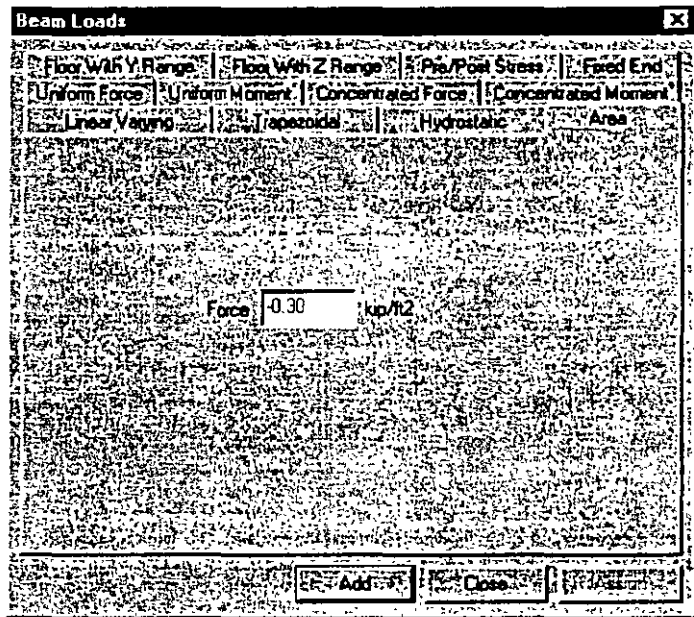 Beam Loads
Floor With Y Range Floor With Z Range Pre/Post Stress Fixed End
Uniform Force Uniform Moment Concentrated Force Concentrated Moment
Linear Varying Trapezoidal Hydrostatic Area
Force -0.30 kip/ft2
Add Close Assign